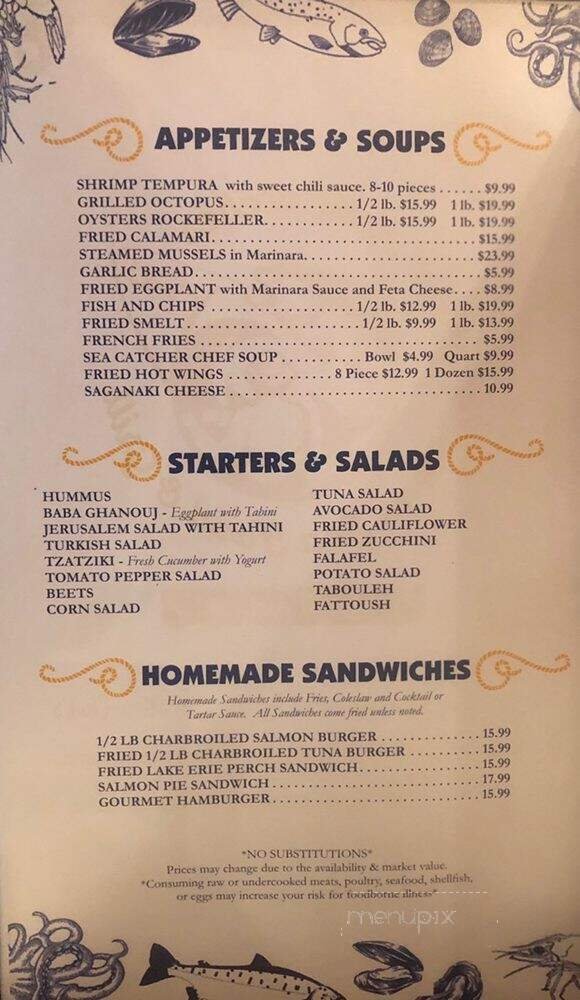 APPETIZERS & SOUPS
SHRIMP TEMPURA with sweet chili sauce. 8-10 pieces . . . . . . $9.99
GRILLED OCTOPUS. . . . . . . . . . . . . . . . . 1/2 lb. $15.99 1 lb. $19.99
OYSTERS ROCKEFELLER. . . . . . . . . . . . 1/2 lb. $15.99 1 lb. $19.99
FRIED CALAMARI. . . . . . . . . . . . . . . . . . . . . . . . . . . . . . . . . . $15.99
STEAMED MUSSELS in Marinara. . . . . . . . . . . . . . . . . . . . . . $23.99
GARLIC BREAD. . . . . . . . . . . . . . . . . . . . . . . . . . . . . . . . . . . . $5.99
FRIED EGGPLANT with Marinara Sauce and Feta Cheese. . . . $8.99
FISH AND CHIPS . . . . . . . . . . . . . . . . . . 1/2 lb. $12.99 1 lb. $19.99
FRIED SMELT. . . . . . . . . . . . . . . . . . . . . . 1/2 lb. $9.99 1 lb. $13.99
FRENCH FRIES . . . . . . . . . . . . . . . . . . . . . . . . . . . . . . . . . . . $5.99
SEA CATCHER CHEF SOUP . . . . . . . . . . Bowl $4.99 Quart $9.99
FRIED HOT WINGS . . . . . . . . . . . . . 8 Piece $12.99 1 Dozen $15.99
SAGANAKI CHEESE . . . . . . . . . . . . . . . . . . . . . . . . . . . . . . . . 10.99
STARTERS & SALADS
HUMMUS
BABA GHANOUJ - Eggplant with Tahini
JERUSALEM SALAD WITH TAHINI
TURKISH SALAD
TZATZIKI - Fresh Cucumber with Yogurt
TOMATO PEPPER SALAD
BEETS
CORN SALAD
TUNA SALAD
AVOCADO SALAD
FRIED CAULIFLOWER
FRIED ZUCCHINI
FALAFEL
POTATO SALAD
TABOULEH
FATTOUSH
HOMEMADE SANDWICHES
Homemade Sandwiches include Fries, Coleslaw and Cocktail or
Tartar Sauce. All Sandwiches come fried unless noted.
1/2 LB CHARBROILED SALMON BURGER . . . . . . . . . . . . . 15.99
FRIED 1/2 LB CHARBROILED TUNA BURGER . . . . . . . . . . 15.99
FRIED LAKE ERIE PERCH SANDWICH. . . . . . . . . . . . . . . . 15.99
SALMON PIE SANDWICH . . . . . . . . . . . . . . . . . . . . . . . . . . . 17.99
GOURMET HAMBURGER. . . . . . . . . . . . . . . . . . . . . . . . . . . 15.99
*NO SUBSTITUTIONS*
Prices may change due to the availability & market value.
*Consuming raw or undercooked meats, poultry, seafood, shellfish,
or eggs may increase your risk for foodborne illness*
menupix